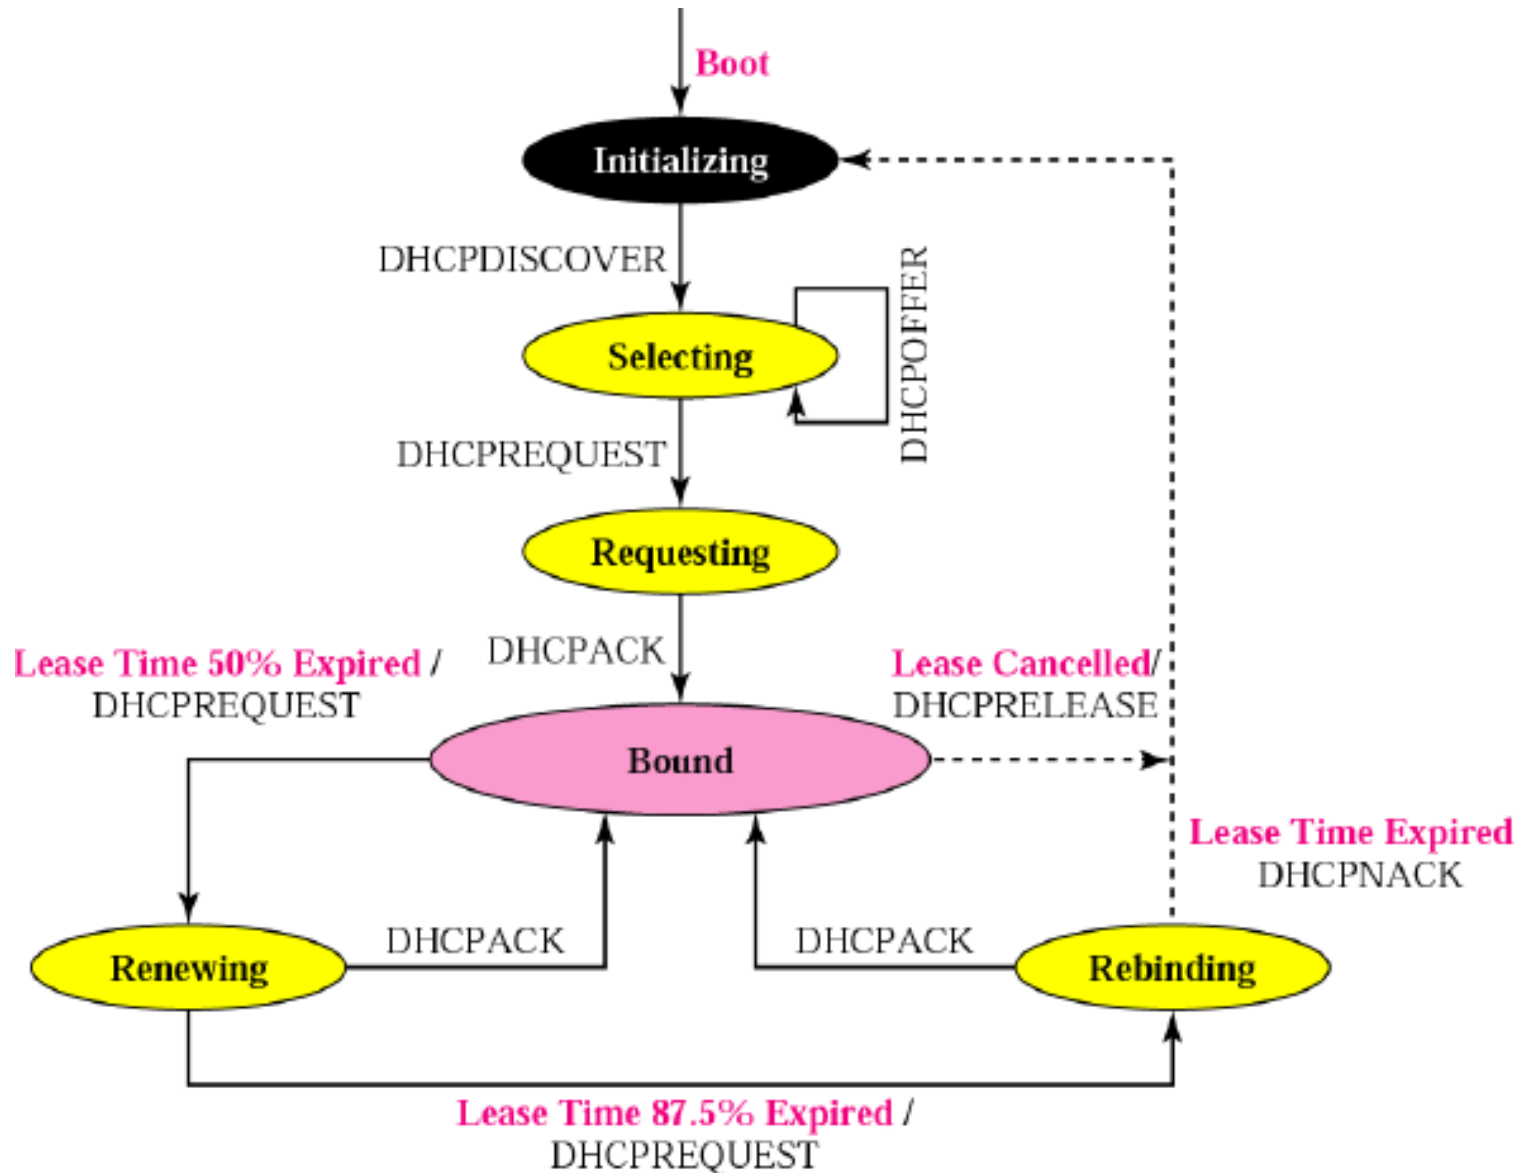 Boot
Initializing
DHCPDISCOVER
DHCPOFFER
Selecting
DHCPREQUEST
Requesting
DHCPACK
Lease Time 50% Expired /
DHCPREQUEST
Lease Cancelled/
DHCPRELEASE
Bound
Lease Time Expired
DHCPNACK
DHCPACK
DHCPACK
Renewing
Rebinding
Lease Time 87.5% Expired /
DHCPREQUEST